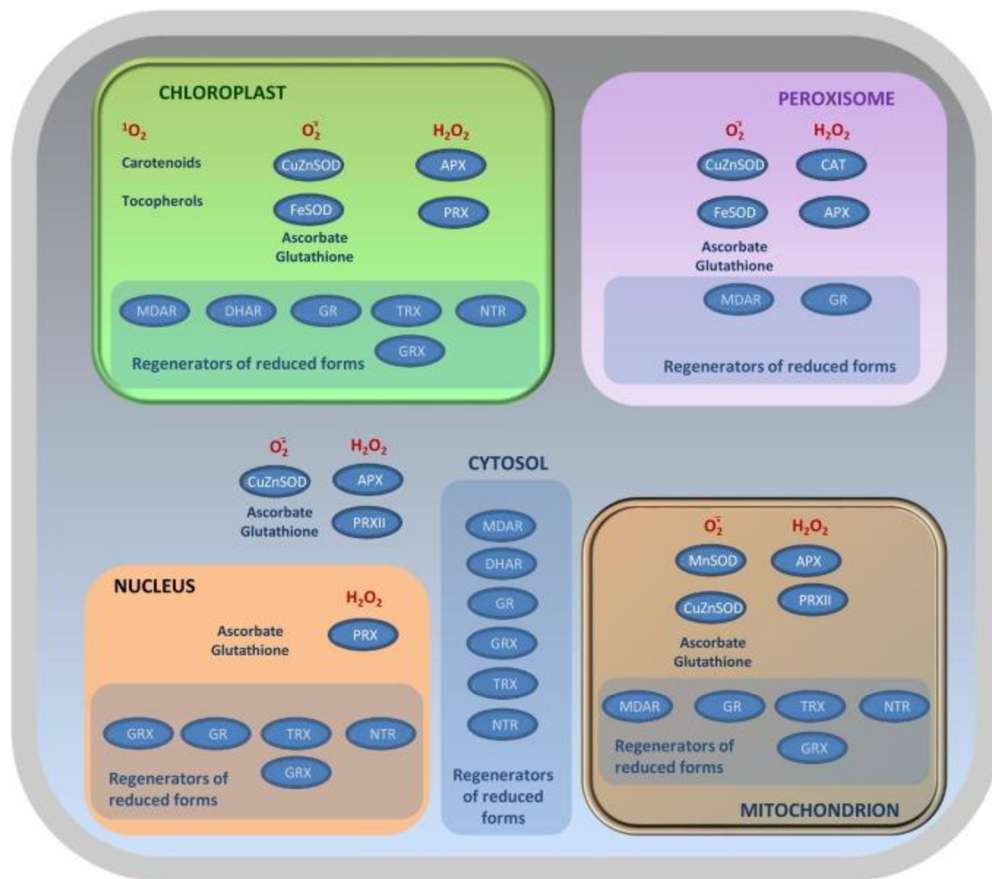 CHLOROPLAST
¹O₂ O₂•⁻ H₂O₂
Carotenoids CuZnSOD APX
Tocopherols FeSOD PRX
Ascorbate
Glutathione
MDAR DHAR GR TRX NTR
GRX
Regenerators of reduced forms
PEROXISOME
O₂•⁻ H₂O₂
CuZnSOD CAT
FeSOD APX
Ascorbate
Glutathione
MDAR GR
Regenerators of reduced forms
O₂•⁻ H₂O₂
CuZnSOD APX
Ascorbate
Glutathione
PRXII
CYTOSOL
MDAR
DHAR
GR
GRX
TRX
NTR
Regenerators
of reduced
forms
NUCLEUS
H₂O₂
Ascorbate
Glutathione
PRX
GRX GR TRX NTR
GRX
Regenerators of
reduced forms
O₂•⁻ H₂O₂
MnSOD APX
CuZnSOD PRXII
Ascorbate
Glutathione
MDAR GR TRX NTR
GRX
Regenerators of
reduced forms
MITOCHONDRION